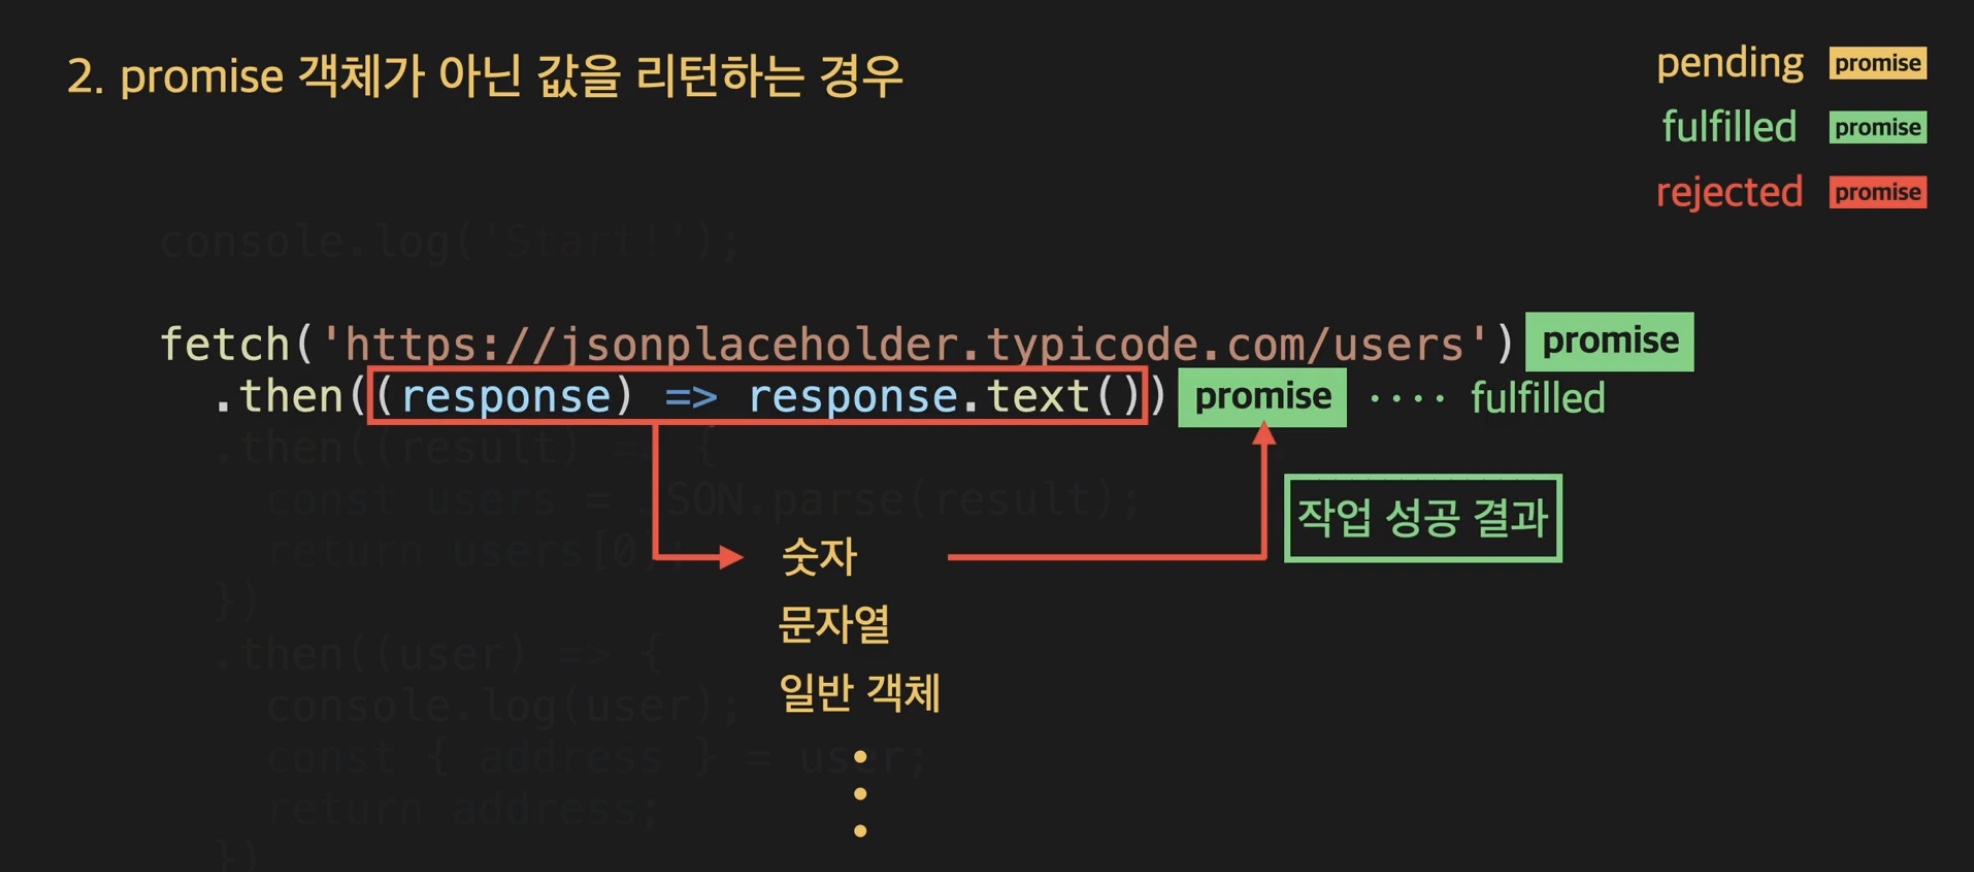 2. promise 객체가 아닌 값을 리턴하는 경우
pending promise
fulfilled promise
rejected promise
console.log('Start!');
fetch('https://jsonplaceholder.typicode.com/users') promise
.then((response) => response.text()) promise ···· fulfilled
.then((result) => {
const users = JSON.parse(result);
작업 성공 결과
return users[0];
숫자
})
문자열
.then((user) => {
일반 객체
console.log(user);
const { address } = user;
return address;
})